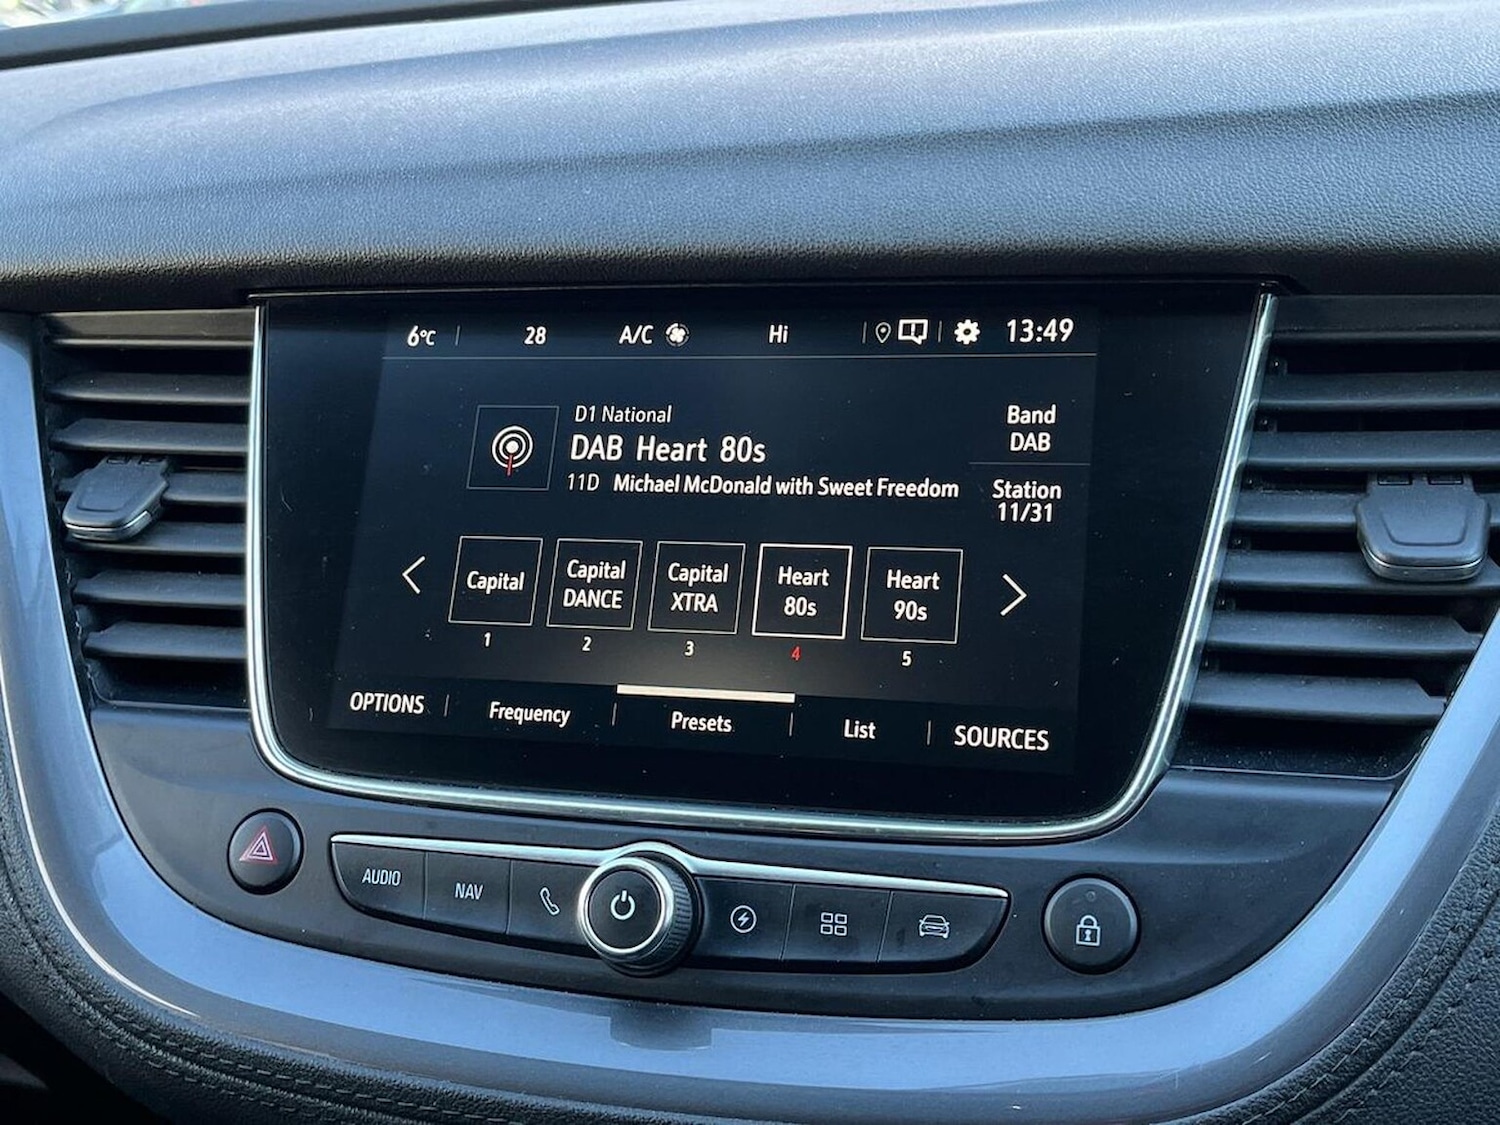 6°C 28 A/C Hi 13:49
D1 National
DAB Heart 80s
11D Michael McDonald with Sweet Freedom
Band
DAB
Station
11/31
Capital
1
Capital
DANCE
2
Capital
XTRA
3
Heart
80s
4
Heart
90s
5
OPTIONS Frequency Presets List SOURCES
AUDIO NAV